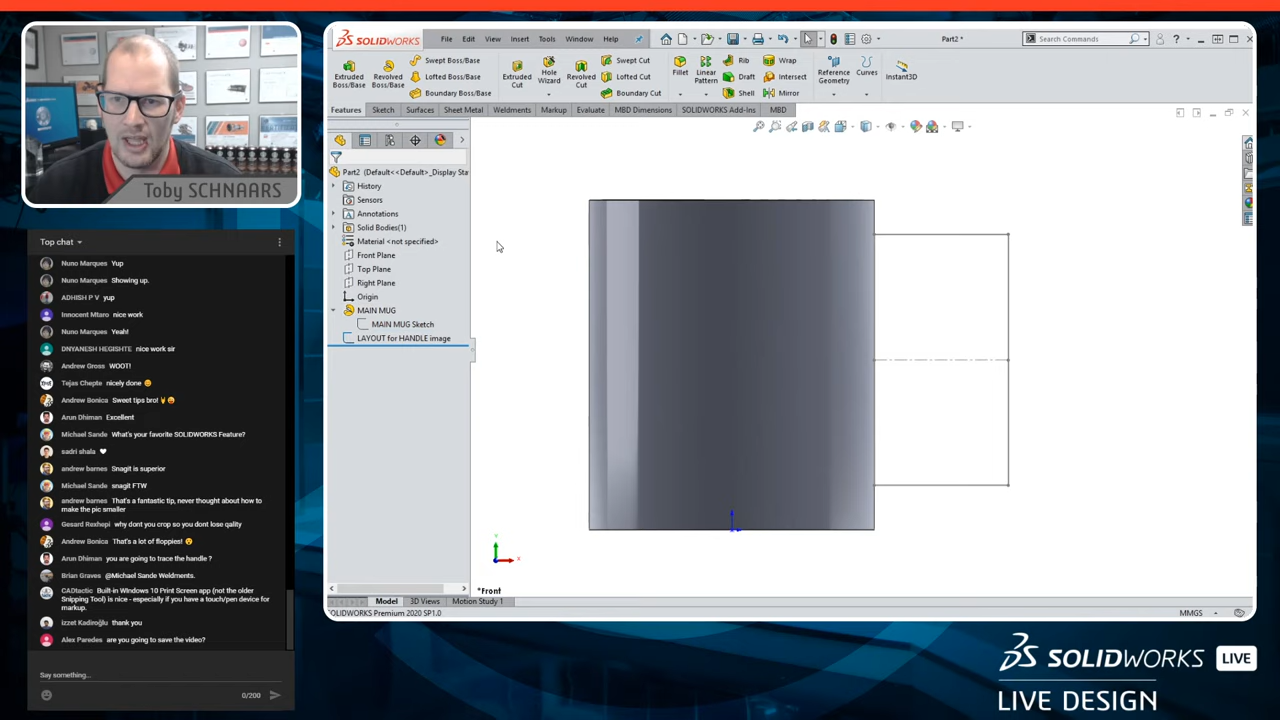 Toby SCHNAARS
Top chat
Nuno Marques Yup
Nuno Marques Showing up.
ADHISH P V yup
Innocent Mtaro nice work
Nuno Marques Yeah!
DNYANESH HEGISHTE nice work sir
Andrew Gross WOOT!
Tejas Chepte nicely done 😊
Andrew Bonica Sweet tips bro! 🤘😄
Arun Dhiman Excellent
Michael Sande What's your favorite SOLIDWORKS Feature?
sadri shala ❤
andrew barnes Snagit is superior
Michael Sande snagit FTW
andrew barnes That's a fantastic tip, never thought about how to
make the pic smaller
Gesard Rexhepi why dont you crop so you dont lose qality
Andrew Bonica That's a lot of floppies! 😮
Arun Dhiman you are going to trace the handle ?
Brian Graves @Michael Sande Weldments.
CADtactic Built-in WIndows 10 Print Screen app (not the older
Snipping Tool) is nice - especially if you have a touch/pen device for
markup.
izzet Kadiroğlu thank you
Alex Paredes are you going to save the video?
Say something...
0/200
SOLIDWORKS File Edit View Insert Tools Window Help Part2 * Search Commands
Extruded Boss/Base
Revolved Boss/Base
Swept Boss/Base
Lofted Boss/Base
Boundary Boss/Base
Extruded Cut
Hole Wizard
Revolved Cut
Swept Cut
Lofted Cut
Boundary Cut
Fillet
Linear Pattern
Rib
Draft
Shell
Wrap
Intersect
Mirror
Reference Geometry
Curves
Instant3D
Features Sketch Surfaces Sheet Metal Weldments Markup Evaluate MBD Dimensions SOLIDWORKS Add-Ins MBD
Part2 (Default<<Default>_Display Sta
History
Sensors
Annotations
Solid Bodies(1)
Material <not specified>
Front Plane
Top Plane
Right Plane
Origin
MAIN MUG
MAIN MUG Sketch
LAYOUT for HANDLE image
Y
X
*Front
Model 3D Views Motion Study 1
SOLIDWORKS Premium 2020 SP1.0 MMGS
SOLIDWORKS LIVE
LIVE DESIGN